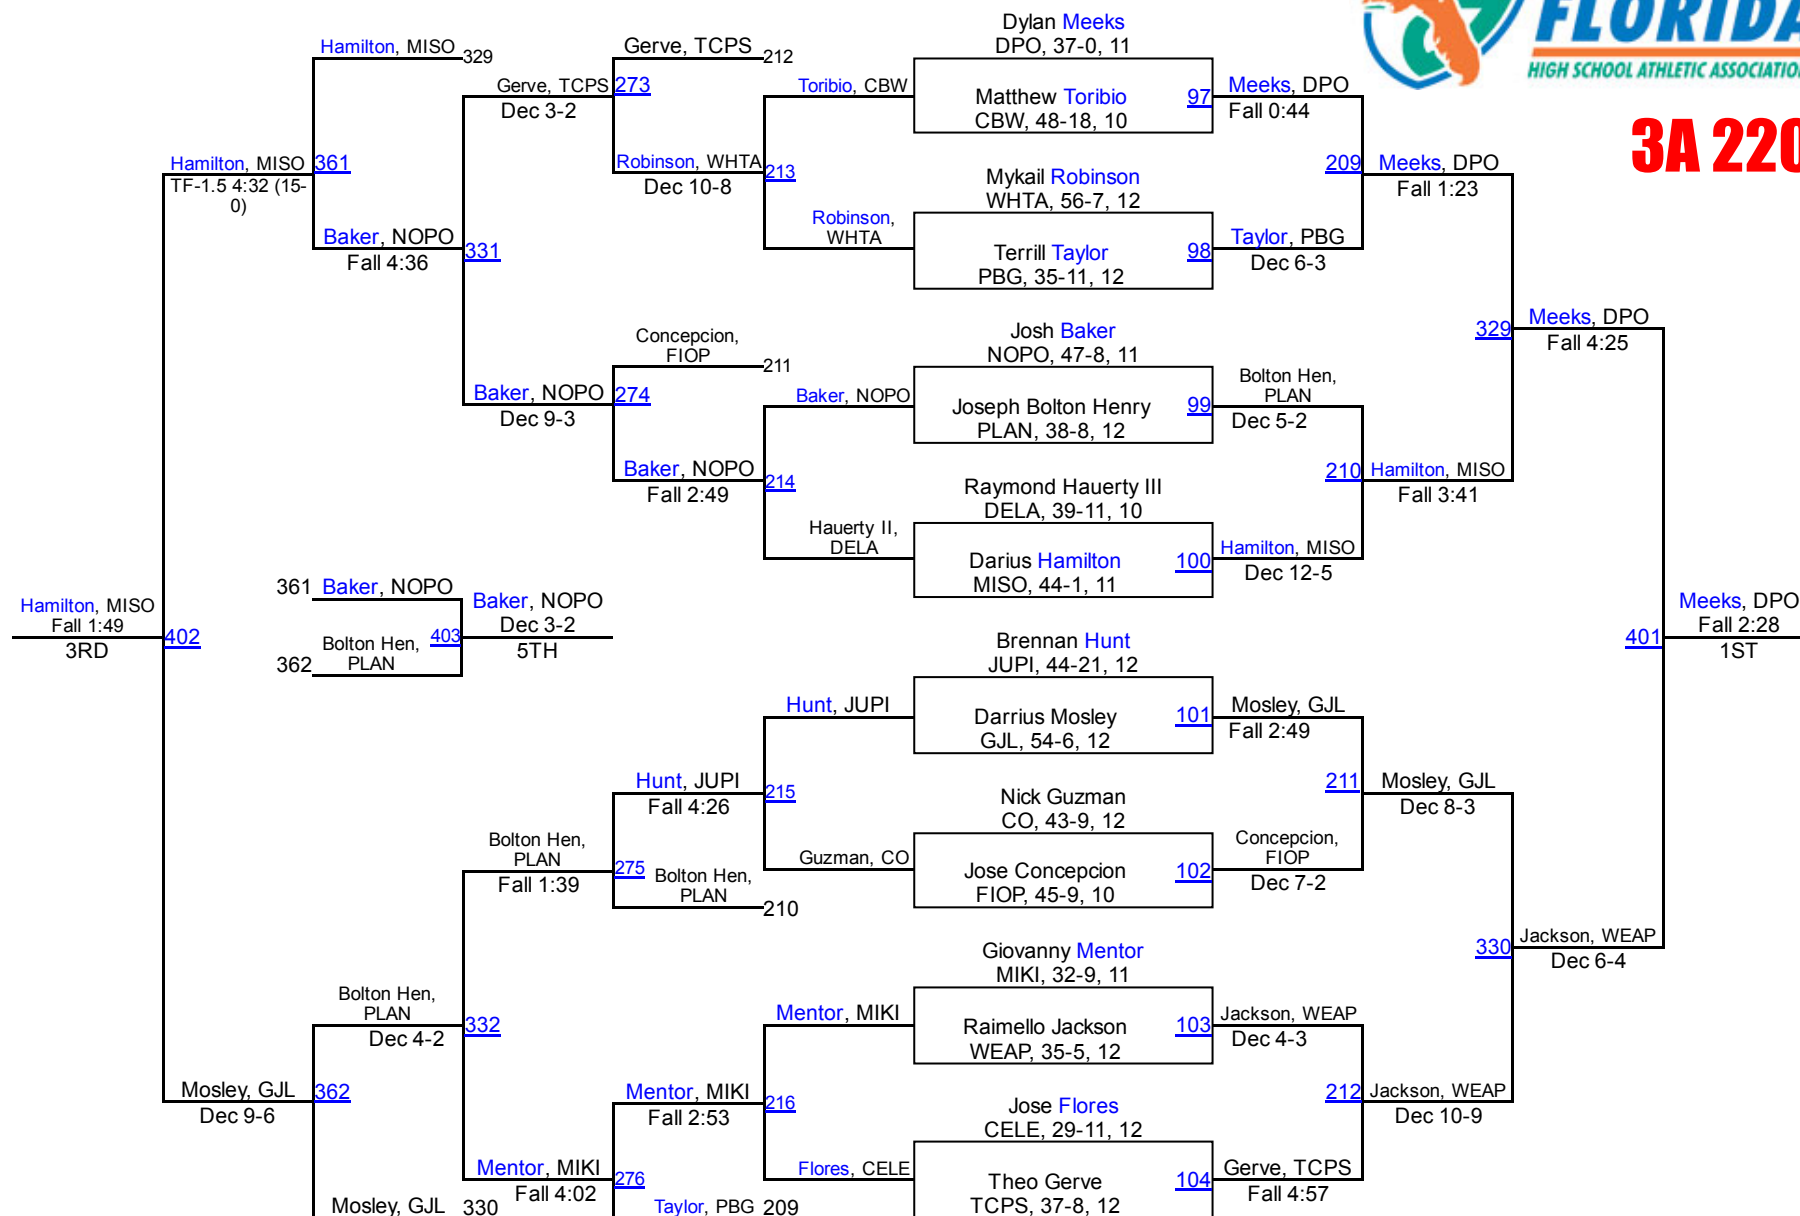 FLORIDA
HIGH SCHOOL ATHLETIC ASSOCIATION
3A 220
Hamilton, MISO
329
Gerve, TCPS
Dec 3-2
273
Gerve, TCPS
212
Robinson, WHTA
Dec 10-8
213
Toribio, CBW
Robinson,
WHTA
Hamilton, MISO
TF-1.5 4:32 (15-
0)
361
Baker, NOPO
Fall 4:36
331
Concepcion,
FIOP
211
Baker, NOPO
Dec 9-3
274
Baker, NOPO
Fall 2:49
214
Baker, NOPO
Hauerty II,
DELA
Hamilton, MISO
Fall 1:49
3RD
402
361
Baker, NOPO
362
Bolton Hen,
PLAN
403
Baker, NOPO
Dec 3-2
5TH
Hunt, JUPI
Hunt, JUPI
Fall 4:26
215
Guzman, CO
Bolton Hen,
PLAN
Fall 1:39
275
Bolton Hen,
PLAN
210
Bolton Hen,
PLAN
Dec 4-2
332
Mosley, GJL
Dec 9-6
362
Mentor, MIKI
Mentor, MIKI
Fall 2:53
216
Flores, CELE
Mentor, MIKI
Fall 4:02
276
Mosley, GJL
330
Taylor, PBG
209
Dylan Meeks
DPO, 37-0, 11
Matthew Toribio
CBW, 48-18, 10
97
Meeks, DPO
Fall 0:44
Mykail Robinson
WHTA, 56-7, 12
Terrill Taylor
PBG, 35-11, 12
98
Taylor, PBG
Dec 6-3
209
Meeks, DPO
Fall 1:23
Josh Baker
NOPO, 47-8, 11
Joseph Bolton Henry
PLAN, 38-8, 12
99
Bolton Hen,
PLAN
Dec 5-2
Raymond Hauerty III
DELA, 39-11, 10
Darius Hamilton
MISO, 44-1, 11
100
Hamilton, MISO
Dec 12-5
210
Hamilton, MISO
Fall 3:41
329
Meeks, DPO
Fall 4:25
Brennan Hunt
JUPI, 44-21, 12
Darrius Mosley
GJL, 54-6, 12
101
Mosley, GJL
Fall 2:49
Nick Guzman
CO, 43-9, 12
Jose Concepcion
FIOP, 45-9, 10
102
Concepcion,
FIOP
Dec 7-2
211
Mosley, GJL
Dec 8-3
Giovanny Mentor
MIKI, 32-9, 11
Raimello Jackson
WEAP, 35-5, 12
103
Jackson, WEAP
Dec 4-3
Jose Flores
CELE, 29-11, 12
Theo Gerve
TCPS, 37-8, 12
104
Gerve, TCPS
Fall 4:57
212
Jackson, WEAP
Dec 10-9
330
Jackson, WEAP
Dec 6-4
401
Meeks, DPO
Fall 2:28
1ST